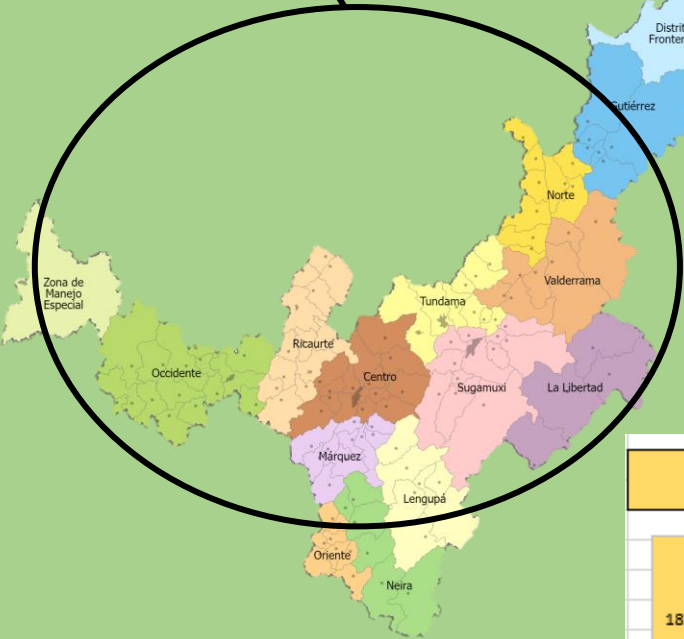 Distrit
Fronter
Gutiérrez
Norte
Valderrama
Zona de
Manejo
Especial
Tundama
Ricaurte
Occidente
Centro
Sugamuxi
La Libertad
Márquez
Lengupá
Oriente
Neira
18